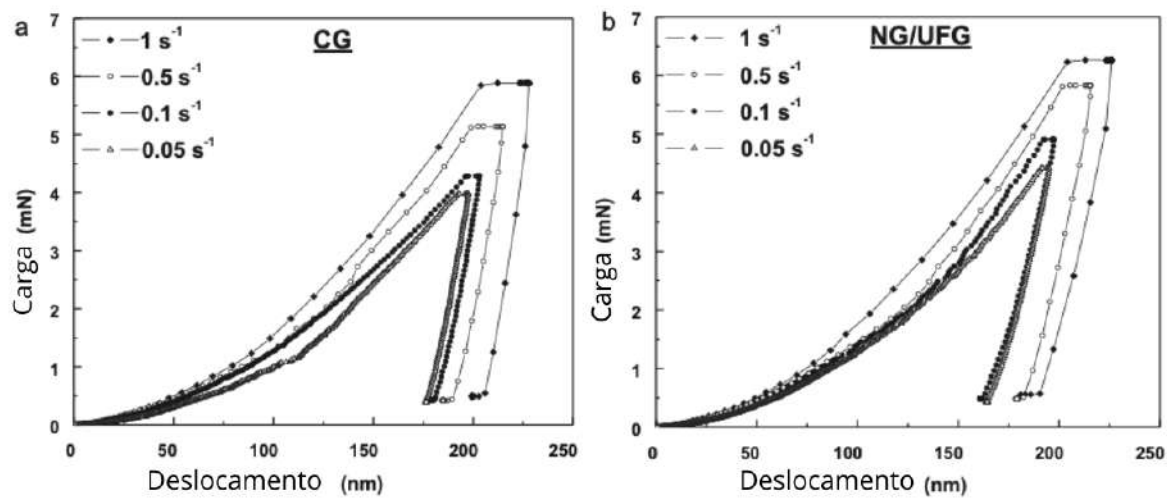 a
CG
1 s⁻¹
0.5 s⁻¹
0.1 s⁻¹
0.05 s⁻¹
Carga (mN)
7
6
5
4
3
2
1
0
0 50 100 150 200 250
Deslocamento (nm)
b
NG/UFG
1 s⁻¹
0.5 s⁻¹
0.1 s⁻¹
0.05 s⁻¹
Carga (mN)
7
6
5
4
3
2
1
0
0 50 100 150 200 250
Deslocamento (nm)